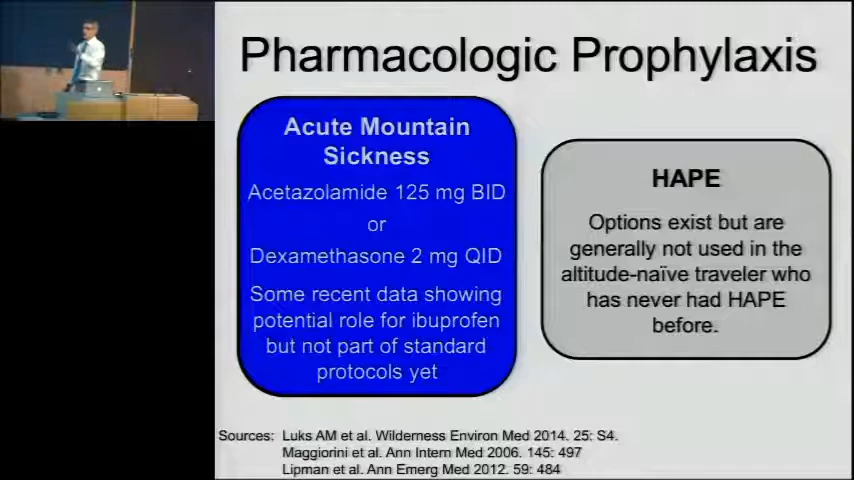 Pharmacologic Prophylaxis
Acute Mountain
Sickness
Acetazolamide 125 mg BID
or
Dexamethasone 2 mg QID
Some recent data showing
potential role for ibuprofen
but not part of standard
protocols yet
HAPE
Options exist but are
generally not used in the
altitude-naïve traveler who
has never had HAPE
before.
Sources: Luks AM et al. Wilderness Environ Med 2014. 25: S4.
Maggiorini et al. Ann Intern Med 2006. 145: 497
Lipman et al. Ann Emerg Med 2012. 59: 484